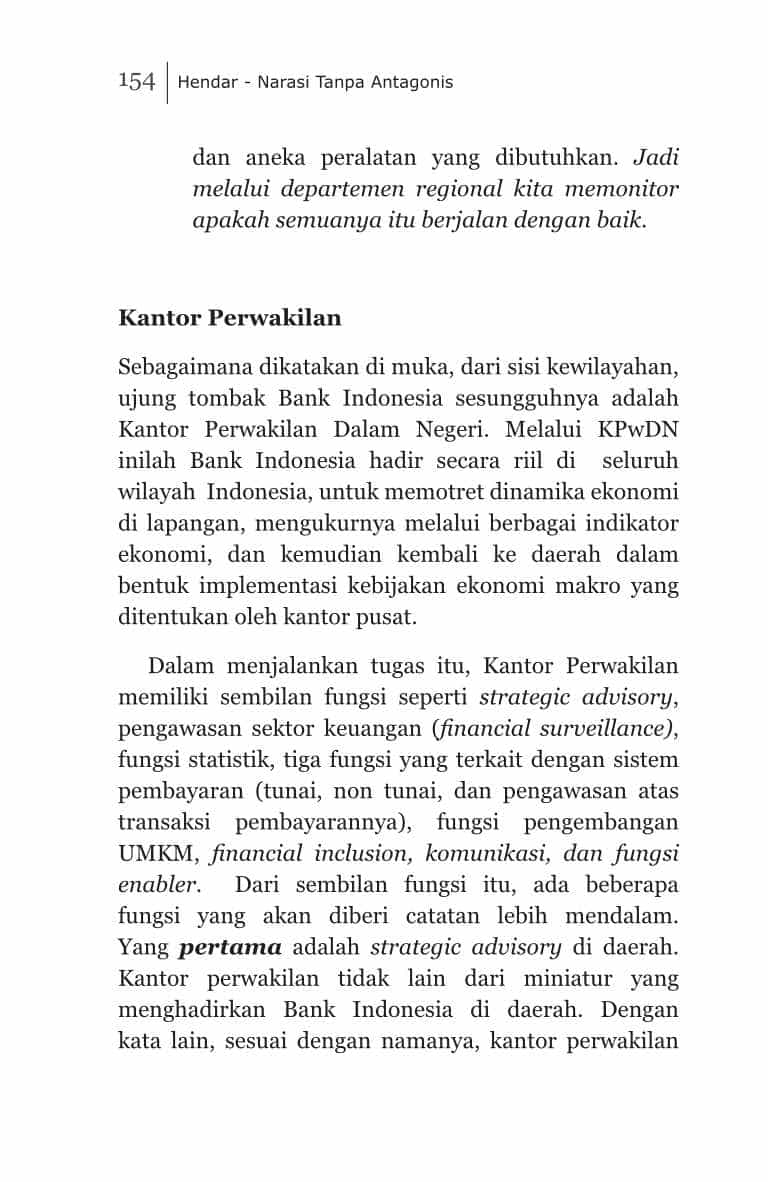 154 Hendar - Narasi Tanpa Antagonis
dan aneka peralatan yang dibutuhkan. Jadi
melalui departemen regional kita memonitor
apakah semuanya itu berjalan dengan baik.
Kantor Perwakilan
Sebagaimana dikatakan di muka, dari sisi kewilayahan,
ujung tombak Bank Indonesia sesungguhnya adalah
Kantor Perwakilan Dalam Negeri. Melalui KPwDN
inilah Bank Indonesia hadir secara riil di seluruh
wilayah Indonesia, untuk memotret dinamika ekonomi
di lapangan, mengukurnya melalui berbagai indikator
ekonomi, dan kemudian kembali ke daerah dalam
bentuk implementasi kebijakan ekonomi makro yang
ditentukan oleh kantor pusat.
Dalam menjalankan tugas itu, Kantor Perwakilan
memiliki sembilan fungsi seperti strategic advisory,
pengawasan sektor keuangan (financial surveillance),
fungsi statistik, tiga fungsi yang terkait dengan sistem
pembayaran (tunai, non tunai, dan pengawasan atas
transaksi pembayarannya), fungsi pengembangan
UMKM, financial inclusion, komunikasi, dan fungsi
enabler. Dari sembilan fungsi itu, ada beberapa
fungsi yang akan diberi catatan lebih mendalam.
Yang pertama adalah strategic advisory di daerah.
Kantor perwakilan tidak lain dari miniatur yang
menghadirkan Bank Indonesia di daerah. Dengan
kata lain, sesuai dengan namanya, kantor perwakilan